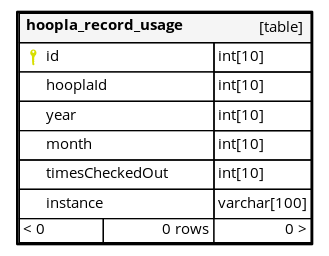 hoopla_record_usage [table]
id int[10]
hooplaId int[10]
year int[10]
month int[10]
timesCheckedOut int[10]
instance varchar[100]
< 0 0 rows 0 >